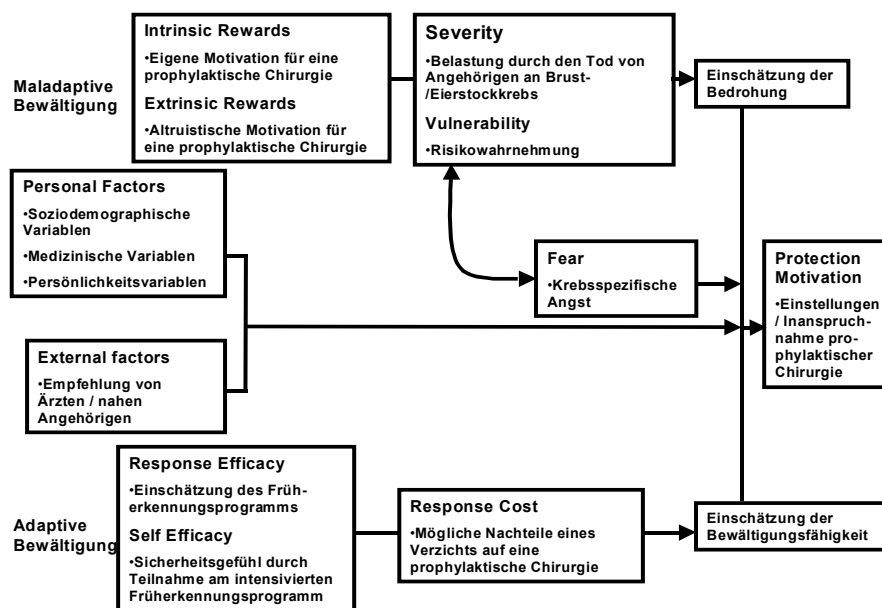 Maladaptive
Bewältigung
Intrinsic Rewards
•Eigene Motivation für eine
prophylaktische Chirurgie
Extrinsic Rewards
•Altruistische Motivation für
eine prophylaktische Chirurgie
Severity
•Belastung durch den Tod von
Angehörigen an Brust-
/Eierstockkrebs
Vulnerability
•Risikowahrnehmung
Einschätzung der
Bedrohung
Personal Factors
•Soziodemographische
Variablen
•Medizinische Variablen
•Persönlichkeitsvariablen
Fear
•Krebsspezifische
Angst
Protection
Motivation
•Einstellungen
/ Inanspruch-
nahme pro-
phylaktischer
Chirurgie
External factors
•Empfehlung von
Ärzten / nahen
Angehörigen
Adaptive
Bewältigung
Response Efficacy
•Einschätzung des Früh-
erkennungsprogramms
Self Efficacy
•Sicherheitsgefühl durch
Teilnahme am intensivierten
Früherkennungsprogramm
Response Cost
•Mögliche Nachteile eines
Verzichts auf eine
prophylaktische Chirurgie
Einschätzung der
Bewältigungsfähigkeit